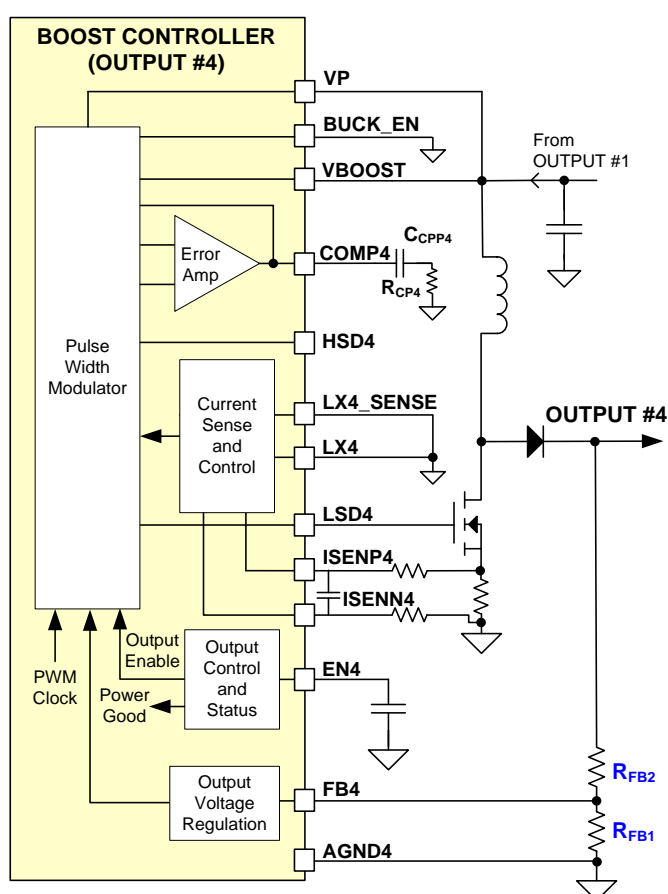 BOOST CONTROLLER
(OUTPUT #4)
VP
BUCK_EN
From
OUTPUT #1
VBOOST
CCPP4
Error
Amp
COMP4
RCP4
HSD4
Pulse
Width
Modulator
Current
Sense
and
Control
LX4_SENSE
OUTPUT #4
LX4
LSD4
ISENP4
ISENN4
Output
Enable
Output
Control
and
Status
EN4
PWM
Clock
Power
Good
Output
Voltage
Regulation
FB4
RFB2
RFB1
AGND4